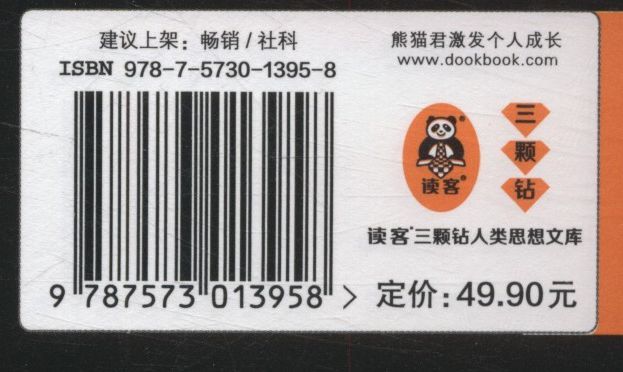 建议上架：畅销/社科
ISBN 978-7-5730-1395-8
9 787573 013958 >
熊猫君激发个人成长
www.dookbook.com
读客®
三
颗
钻
读客®三颗钻人类思想文库
定价：49.90元